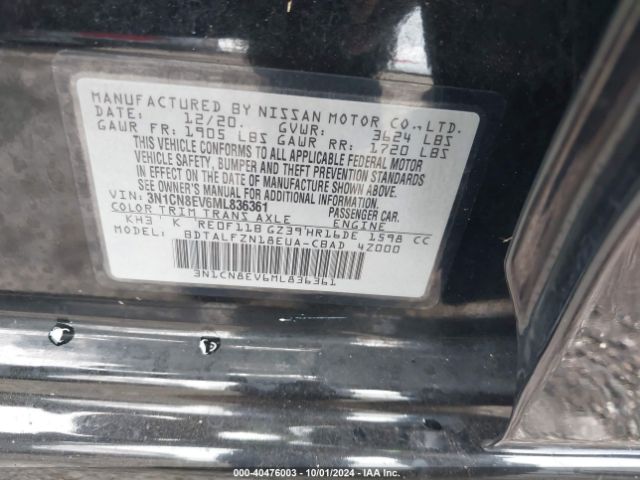 MANUFACTURED BY NISSAN MOTOR CO., LTD.
DATE: 12/20. GVWR: 3624 LBS
GAWR FR: 1905 LBS GAWR RR: 1720 LBS
THIS VEHICLE CONFORMS TO ALL APPLICABLE FEDERAL MOTOR
VEHICLE SAFETY, BUMPER AND THEFT PREVENTION STANDARDS
IN EFFECT ON THE DATE OF MANUFACTURE SHOWN ABOVE.
SEE OWNER'S MANUAL FOR ADDITIONAL INFORMATION.
VIN: 3N1CN8EV6ML836361 PASSENGER CAR.
COLOR TRIM TRANS AXLE ENGINE
KH3 K RE0F11B GZ39 HR16DE 1598 CC
MODEL: BDTALFZN18EUA-CBAD 4Z000
3N1CN8EV6ML836361
000-40476003 | 10/01/2024 | IAA Inc.